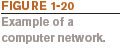 FIGURE 1-20
Example of a
computer network.